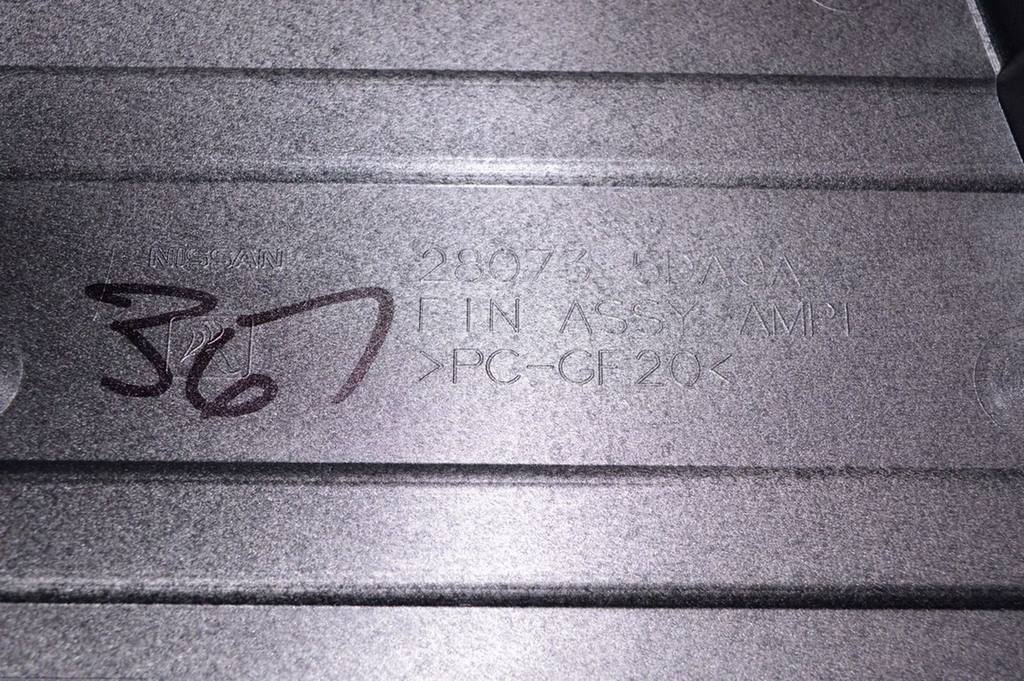 NISSAN
28073 5DA0A
FIN ASSY AMPL
>PC-GF20<
367